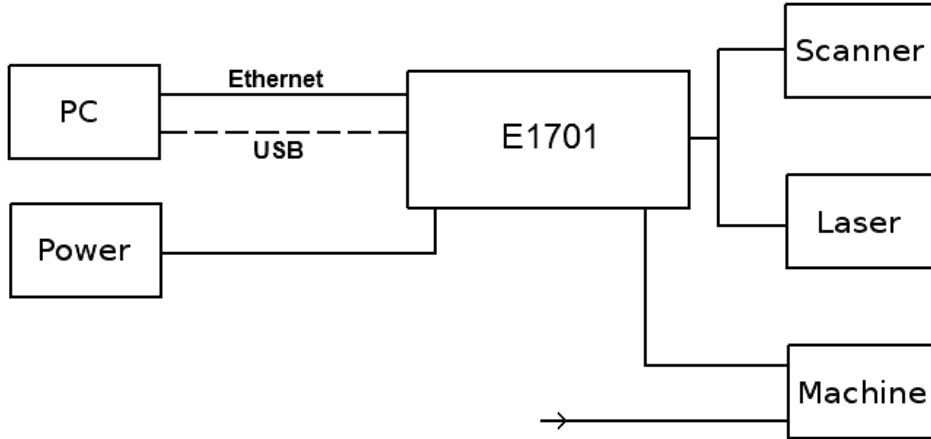 Scanner
Ethernet
PC
E1701
USB
Power
Laser
Machine